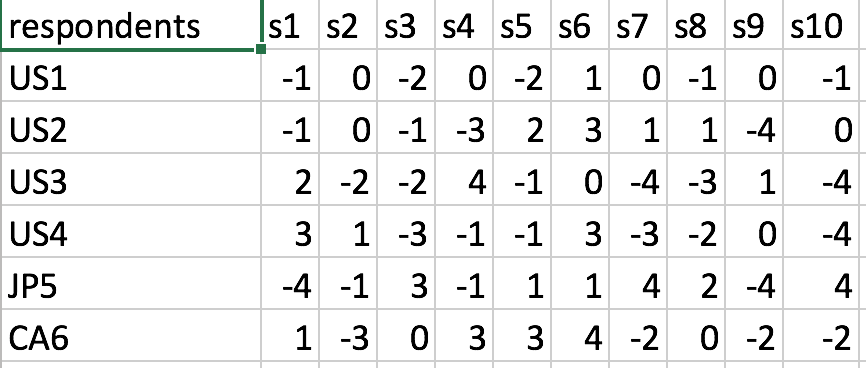 respondents s1 s2 s3 s4 s5 s6 s7 s8 s9 s10
US1 -1 0 -2 0 -2 1 0 -1 0 -1
US2 -1 0 -1 -3 2 3 1 1 -4 0
US3 2 -2 -2 4 -1 0 -4 -3 1 -4
US4 3 1 -3 -1 -1 3 -3 -2 0 -4
JP5 -4 -1 3 -1 1 1 4 2 -4 4
CA6 1 -3 0 3 3 4 -2 0 -2 -2